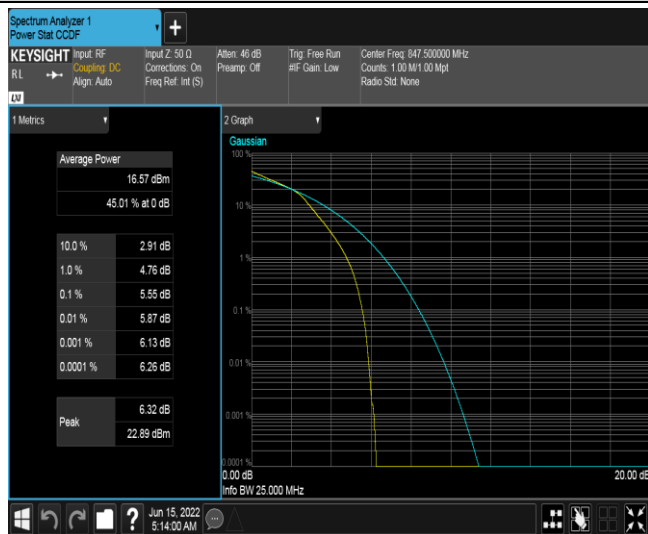 Spectrum Analyzer 1
Power Stat CCDF
+
KEYSIGHT
RL
LXI
Input: RF
Coupling: DC
Align: Auto
Input Z: 50 Ω
Corrections: On
Freq Ref: Int (S)
Atten: 46 dB
Preamp: Off
Trig: Free Run
#IF Gain: Low
Center Freq: 847.500000 MHz
Counts: 1.00 M/1.00 Mpt
Radio Std: None
1 Metrics
Average Power
16.57 dBm
45.01 % at 0 dB
10.0 % 2.91 dB
1.0 % 4.76 dB
0.1 % 5.55 dB
0.01 % 5.87 dB
0.001 % 6.13 dB
0.0001 % 6.26 dB
Peak
6.32 dB
22.89 dBm
2 Graph
Gaussian
100 %
10 %
1 %
0.1 %
0.01 %
0.001 %
0.0001 %
0.00 dB
20.00 dB
Info BW 25.000 MHz
?
Jun 15, 2022
5:14:00 AM